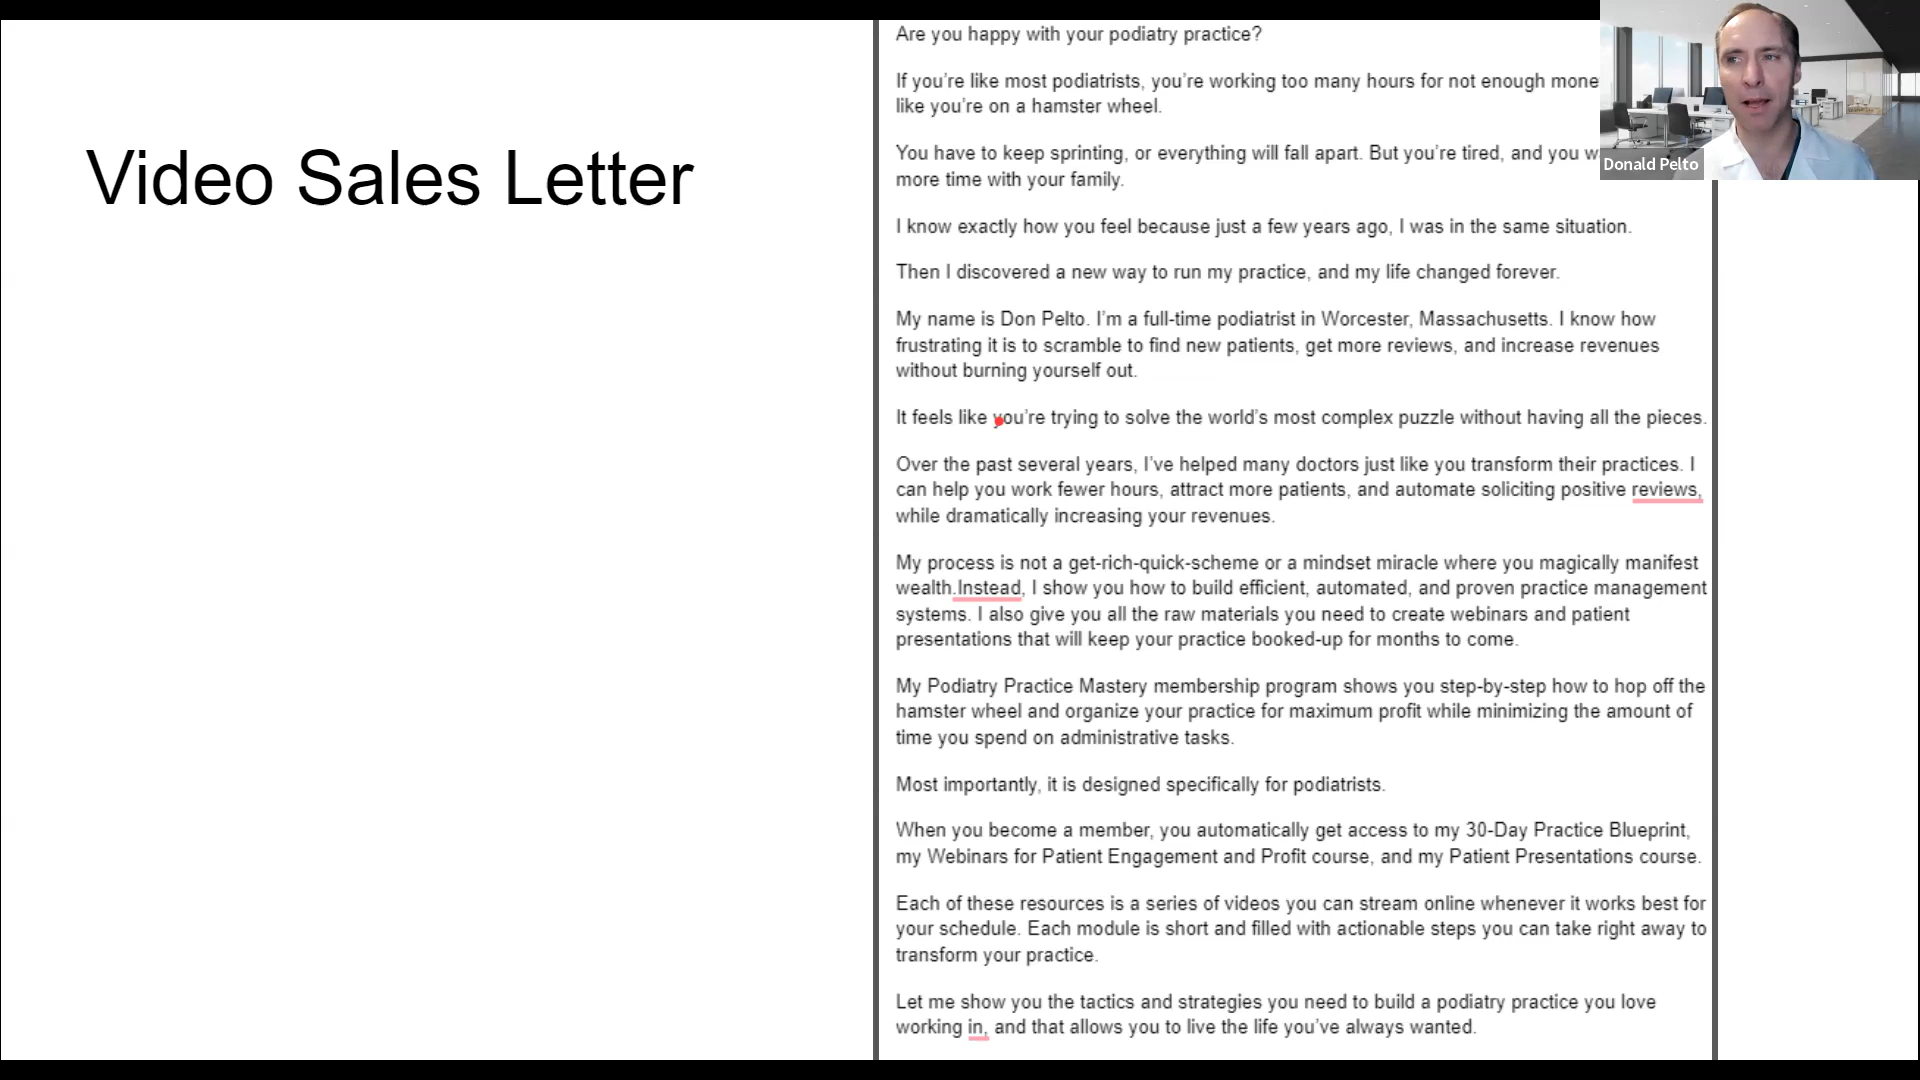 Video Sales Letter
Are you happy with your podiatry practice?
If you're like most podiatrists, you're working too many hours for not enough
like you're on a hamster wheel.
You have to keep sprinting, or everything will fall apart. But you're tired, and you
more time with your family.
I know exactly how you feel because just a few years ago, I was in the same situation.
Then I discovered a new way to run my practice, and my life changed forever.
My name is Don Pelto. I'm a full-time podiatrist in Worcester, Massachusetts. I know how
frustrating it is to scramble to find new patients, get more reviews, and increase revenues
without burning yourself out.
It feels like you're trying to solve the world's most complex puzzle without having all the pieces.
Over the past several years, I've helped many doctors just like you transform their practices. I
can help you work fewer hours, attract more patients, and automate soliciting positive reviews,
while dramatically increasing your revenues.
My process is not a get-rich-quick-scheme or a mindset miracle where you magically manifest
wealth.Instead, I show you how to build efficient, automated, and proven practice management
systems. I also give you all the raw materials you need to create webinars and patient
presentations that will keep your practice booked-up for months to come.
My Podiatry Practice Mastery membership program shows you step-by-step how to hop off the
hamster wheel and organize your practice for maximum profit while minimizing the amount of
time you spend on administrative tasks.
Most importantly, it is designed specifically for podiatrists.
When you become a member, you automatically get access to my 30-Day Practice Blueprint,
my Webinars for Patient Engagement and Profit course, and my Patient Presentations course.
Each of these resources is a series of videos you can stream online whenever it works best for
your schedule. Each module is short and filled with actionable steps you can take right away to
transform your practice.
Let me show you the tactics and strategies you need to build a podiatry practice you love
working in, and that allows you to live the life you've always wanted.
Donald Pelto